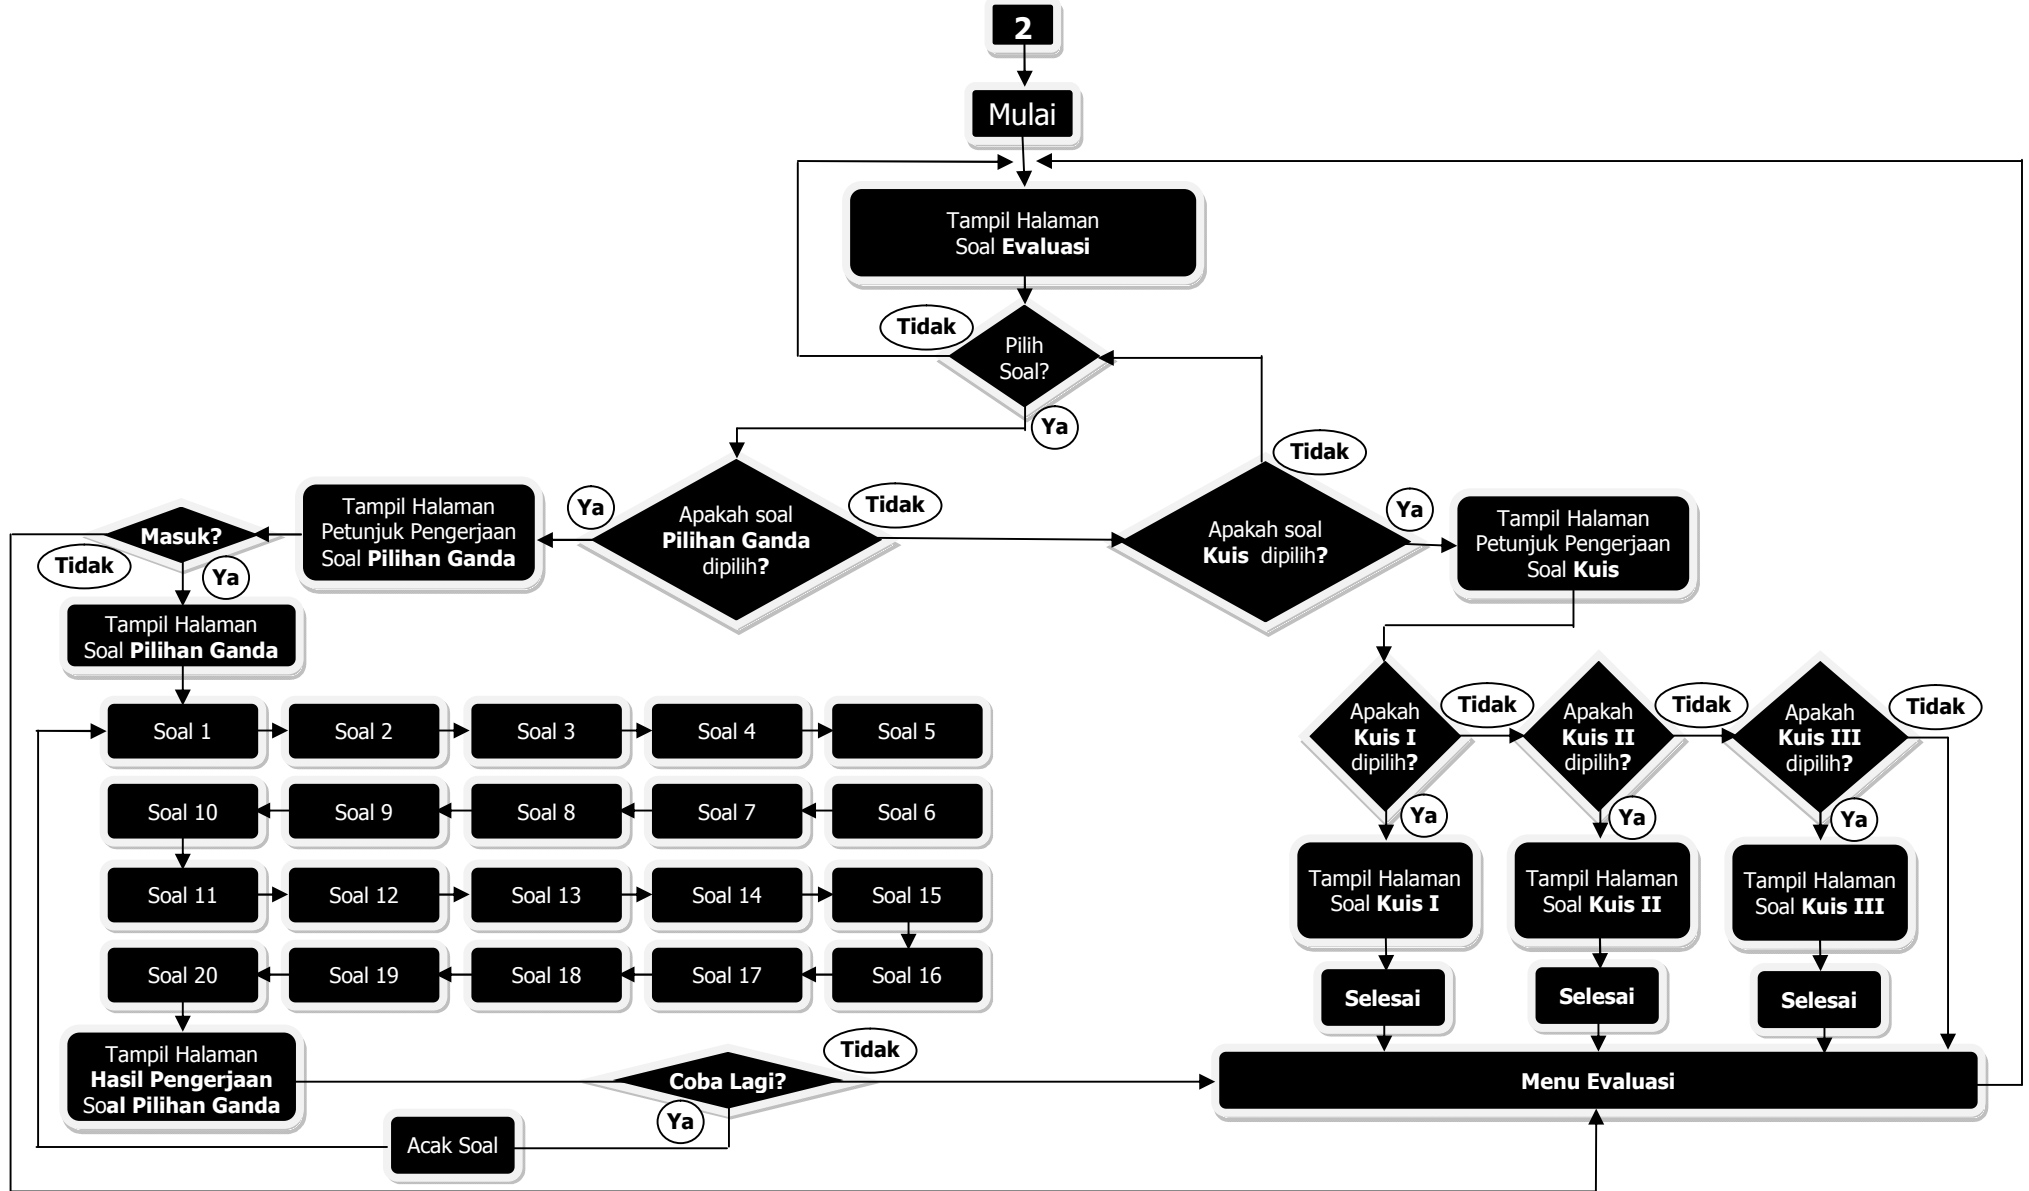 2
Mulai
Tampil Halaman
Soal Evaluasi
Tidak
Pilih
Soal?
Ya
Tidak
Masuk?
Tidak
Ya
Tampil Halaman
Petunjuk Pengerjaan
Soal Pilihan Ganda
Ya
Apakah soal
Pilihan Ganda
dipilih?
Tidak
Apakah soal
Kuis dipilih?
Ya
Tampil Halaman
Petunjuk Pengerjaan
Soal Kuis
Tampil Halaman
Soal Pilihan Ganda
Soal 1
Soal 2
Soal 3
Soal 4
Soal 5
Soal 10
Soal 9
Soal 8
Soal 7
Soal 6
Soal 11
Soal 12
Soal 13
Soal 14
Soal 15
Soal 20
Soal 19
Soal 18
Soal 17
Soal 16
Apakah
Kuis I
dipilih?
Tidak
Ya
Apakah
Kuis II
dipilih?
Tidak
Ya
Apakah
Kuis III
dipilih?
Tidak
Ya
Tampil Halaman
Soal Kuis I
Tampil Halaman
Soal Kuis II
Tampil Halaman
Soal Kuis III
Selesai
Selesai
Selesai
Tampil Halaman
Hasil Pengerjaan
Soal Pilihan Ganda
Coba Lagi?
Tidak
Ya
Acak Soal
Menu Evaluasi